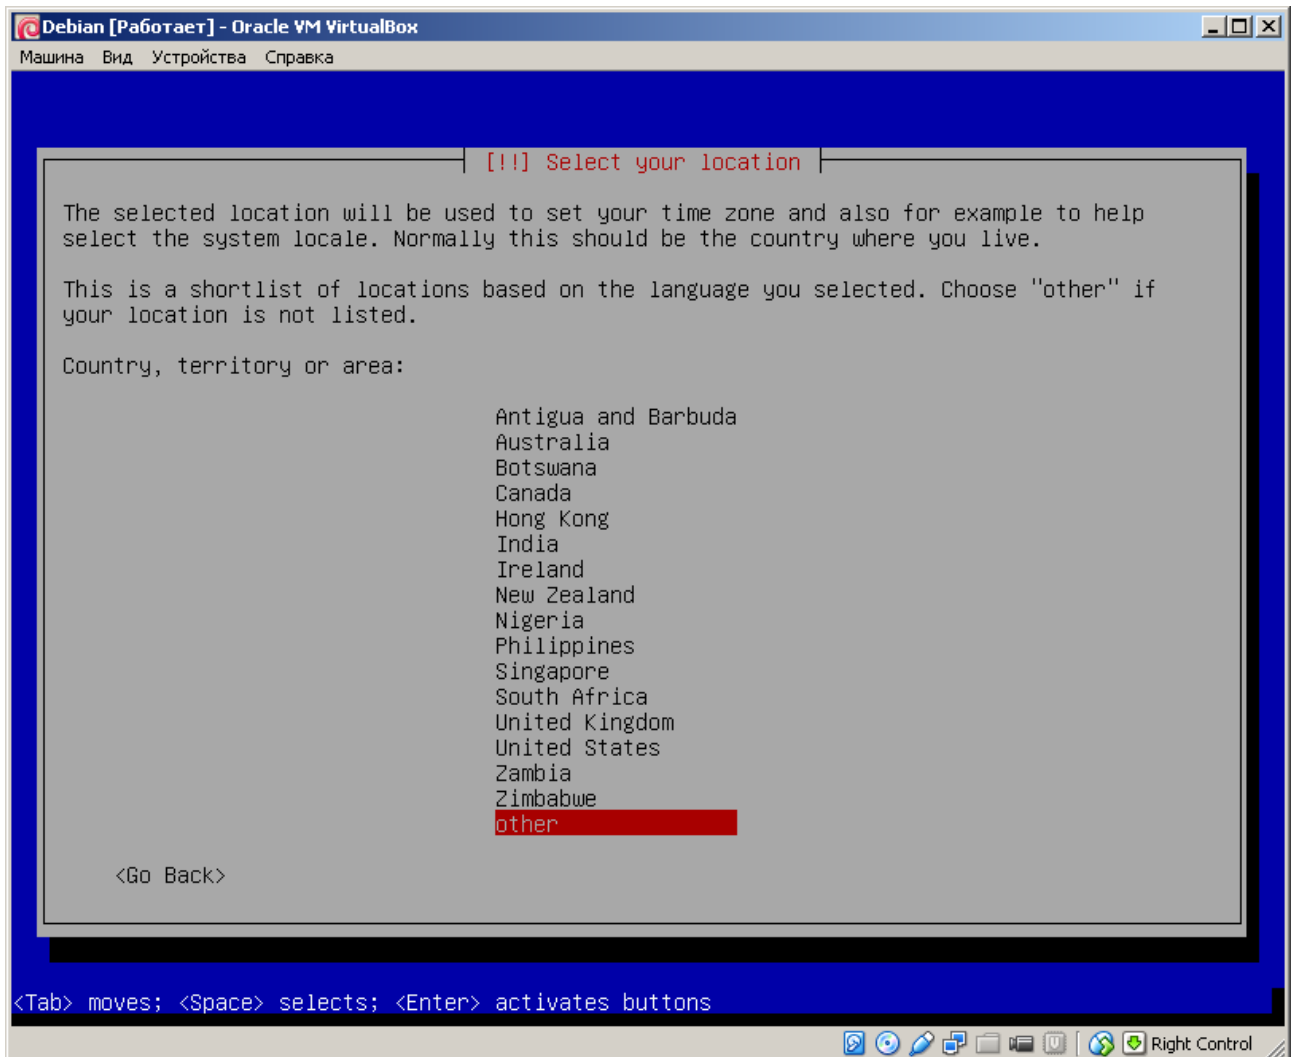 Debian [Работает] - Oracle VM VirtualBox
Машина Вид Устройства Справка
[!!] Select your location
The selected location will be used to set your time zone and also for example to help
select the system locale. Normally this should be the country where you live.
This is a shortlist of locations based on the language you selected. Choose "other" if
your location is not listed.
Country, territory or area:
Antigua and Barbuda
Australia
Botswana
Canada
Hong Kong
India
Ireland
New Zealand
Nigeria
Philippines
Singapore
South Africa
United Kingdom
United States
Zambia
Zimbabwe
other
<Go Back>
<Tab> moves; <Space> selects; <Enter> activates buttons
Right Control